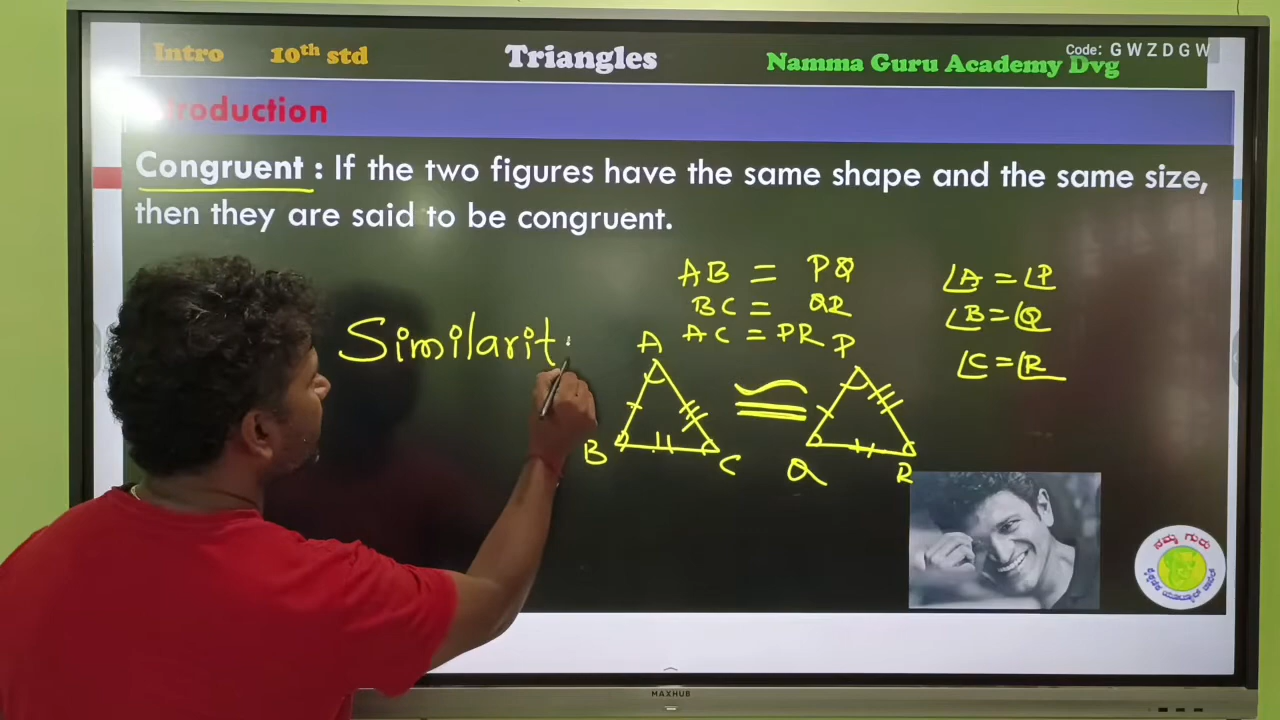 Intro 10th std Triangles Namma Guru Academy Dvg Code: G W Z D G W
troduction
Congruent : If the two figures have the same shape and the same size,
then they are said to be congruent.
AB = PQ
BC = QR
AC = PR
∠A = ∠P
∠B = ∠Q
∠C = ∠R
Similarit
A
B
C
≅
P
Q
R
ನಮ್ಮ ಗುರು
MAXHUB